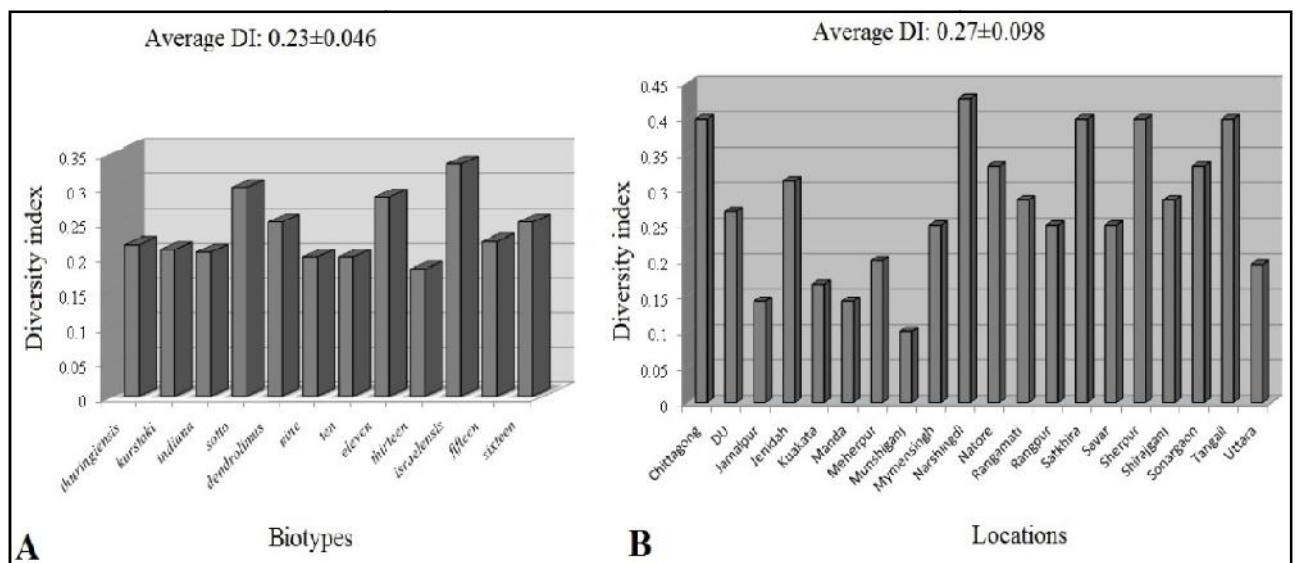 Average DI: 0.23±0.046
Diversity index
0.35
0.3
0.25
0.2
0.15
0.1
0.05
0
thuringiensis
kurstaki
indiana
sotto
dendrolimus
nine
ten
eleven
thirteen
israelensis
fifteen
sixteen
Biotypes
A
Average DI: 0.27±0.098
Diversity index
0.45
0.4
0.35
0.3
0.25
0.2
0.15
0.1
0.05
0
Chittagong
DU
Jamalpur
Jenidah
Kuakata
Manda
Meherpur
Munshiganj
Mymensingh
Narshingdi
Natore
Rangamati
Rangpur
Satkhira
Savar
Sherpur
Shirajganj
Sonargaon
Tangail
Uttara
Locations
B